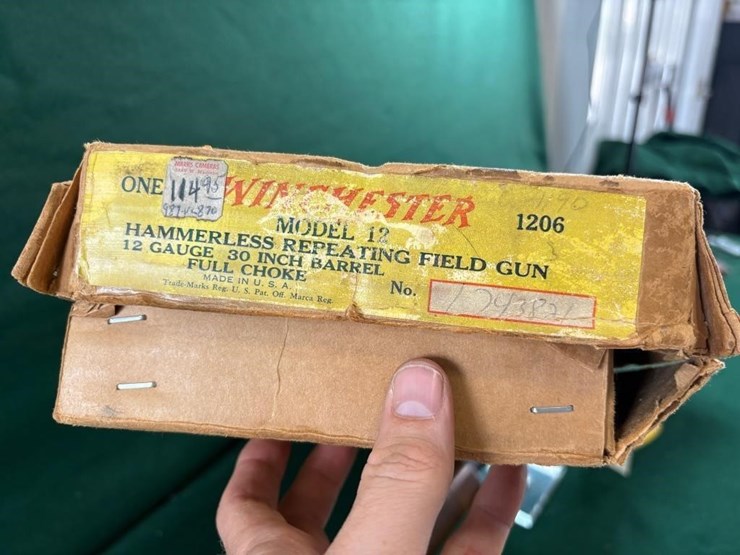 ONE WINCHESTER 1206
114 95
MODEL 12
HAMMERLESS REPEATING FIELD GUN
12 GAUGE 30 INCH BARREL
FULL CHOKE
MADE IN U. S. A.
Trade-Marks Reg. U. S. Pat. Off. Marca Reg.
No.